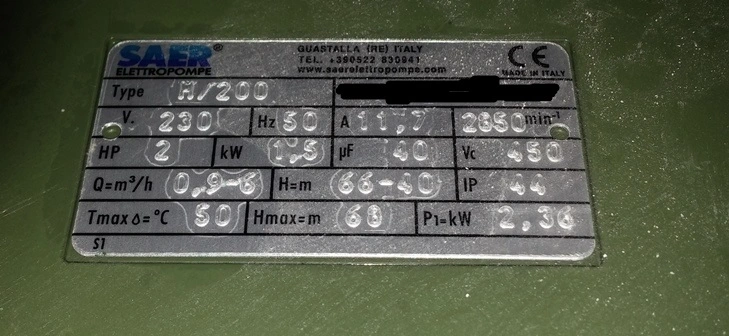 SAER®
ELETTROPOMPE
GUASTALLA (RE) ITALY
TEL. +390522 830941
www.saerelettropompe.com
CE
MADE IN ITALY
Type M/200
V. 230 Hz 50 A 11,7 2850 min⁻¹
HP 2 kW 1,5 µF 40 Vc 450
Q=m³/h 0,9-6 H=m 66-40 IP 44
Tmax ∆=°C 50 Hmax=m 68 P1=kW 2,36
S1